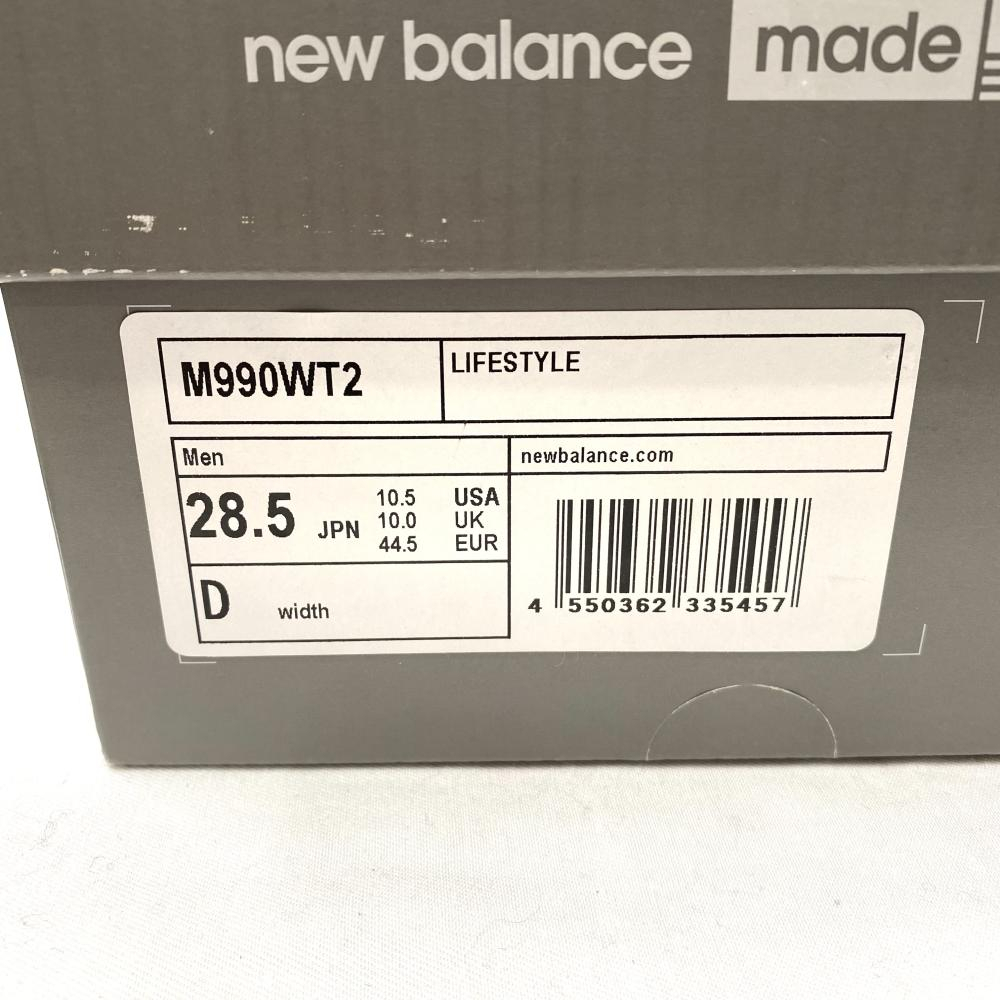 new balance made
M990WT2 LIFESTYLE
Men newbalance.com
28.5 JPN
10.5 USA
10.0 UK
44.5 EUR
D width
4 550362 335457